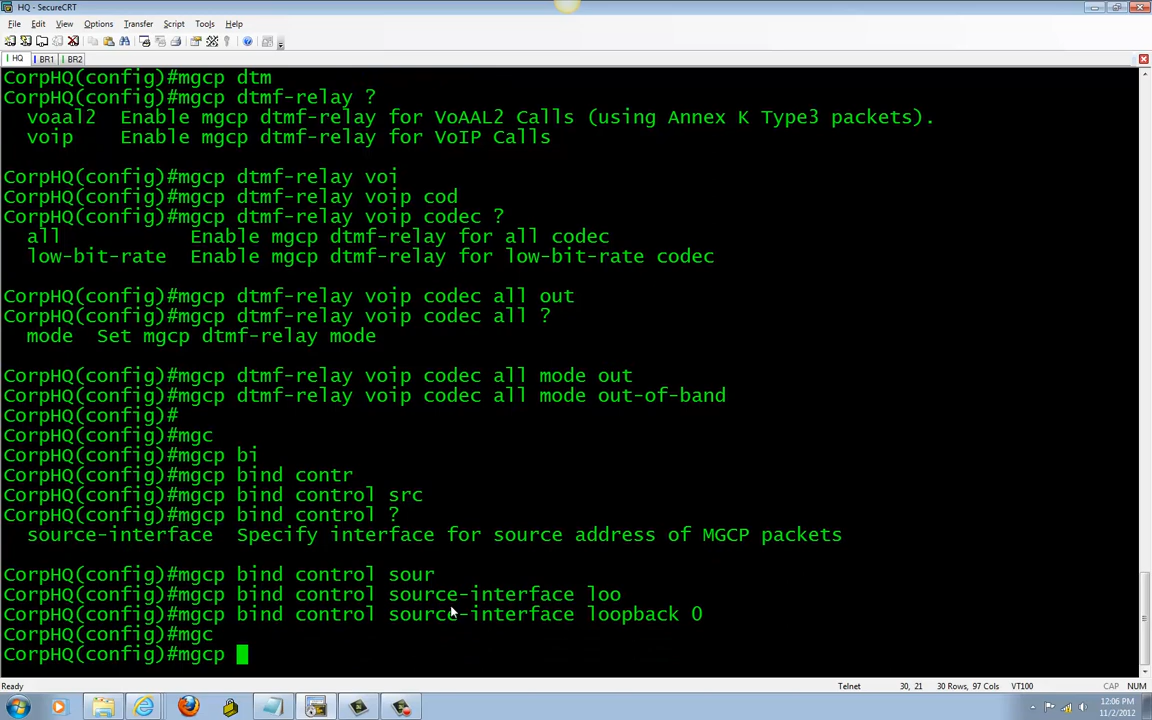 HQ - SecureCRT
File Edit View Options Transfer Script Tools Help
HQ BR1 BR2
CorpHQ(config)#mgcp dtm
CorpHQ(config)#mgcp dtmf-relay ?
  voaal2  Enable mgcp dtmf-relay for VoAAL2 Calls (using Annex K Type3 packets).
  voip    Enable mgcp dtmf-relay for VoIP Calls
CorpHQ(config)#mgcp dtmf-relay voi
CorpHQ(config)#mgcp dtmf-relay voip cod
CorpHQ(config)#mgcp dtmf-relay voip codec ?
  all           Enable mgcp dtmf-relay for all codec
  low-bit-rate  Enable mgcp dtmf-relay for low-bit-rate codec
CorpHQ(config)#mgcp dtmf-relay voip codec all out
CorpHQ(config)#mgcp dtmf-relay voip codec all ?
  mode  Set mgcp dtmf-relay mode
CorpHQ(config)#mgcp dtmf-relay voip codec all mode out
CorpHQ(config)#mgcp dtmf-relay voip codec all mode out-of-band
CorpHQ(config)#
CorpHQ(config)#mgc
CorpHQ(config)#mgcp bi
CorpHQ(config)#mgcp bind contr
CorpHQ(config)#mgcp bind control src
CorpHQ(config)#mgcp bind control ?
  source-interface  Specify interface for source address of MGCP packets
CorpHQ(config)#mgcp bind control sour
CorpHQ(config)#mgcp bind control source-interface loo
CorpHQ(config)#mgcp bind control source-interface loopback 0
CorpHQ(config)#mgc
CorpHQ(config)#mgcp
Ready Telnet 30, 21 30 Rows, 97 Cols VT100 CAP NUM
12:06 PM
11/2/2012